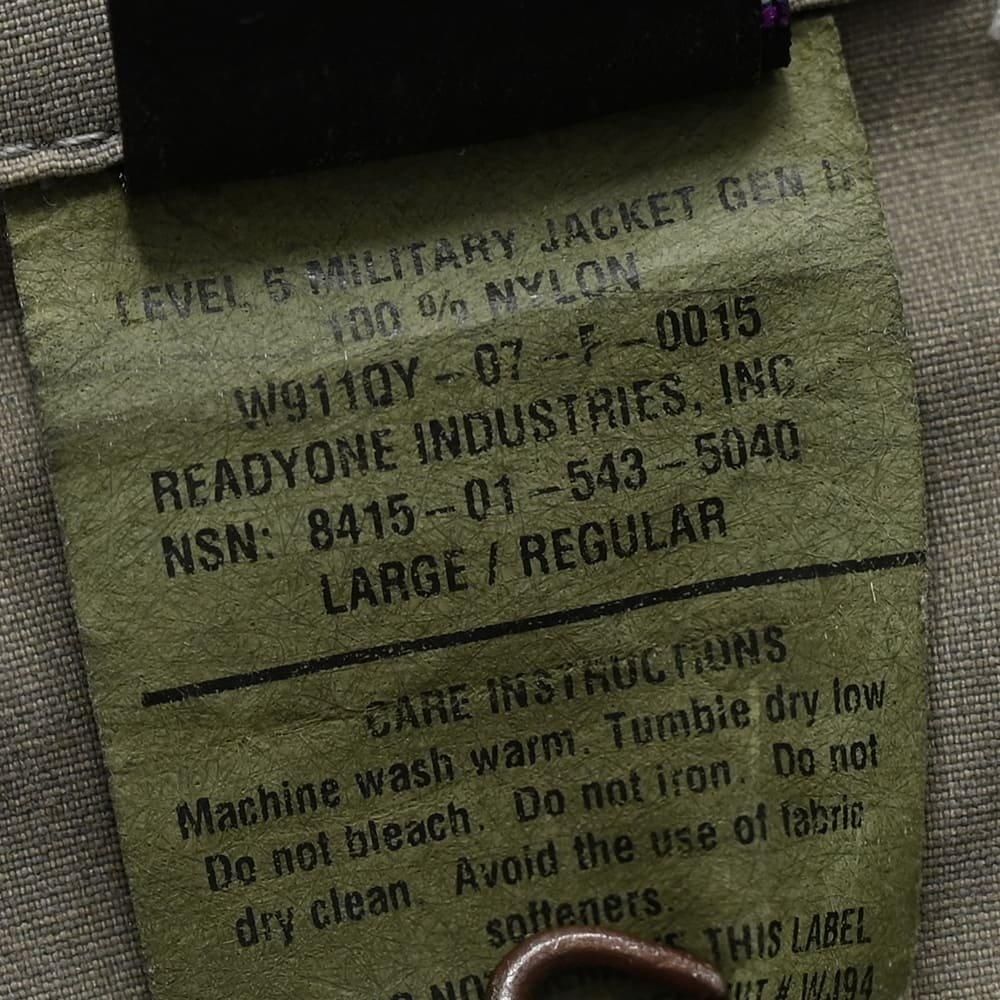 LEVEL 5 MILITARY JACKET GEN II
100 % NYLON
W911QY-07-F-0015
READYONE INDUSTRIES, INC.
NSN: 8415-01-543-5040
LARGE / REGULAR
CARE INSTRUCTIONS
Machine wash warm. Tumble dry low.
Do not bleach. Do not iron. Do not
dry clean. Avoid the use of fabric
softeners.
NOT THIS LABEL